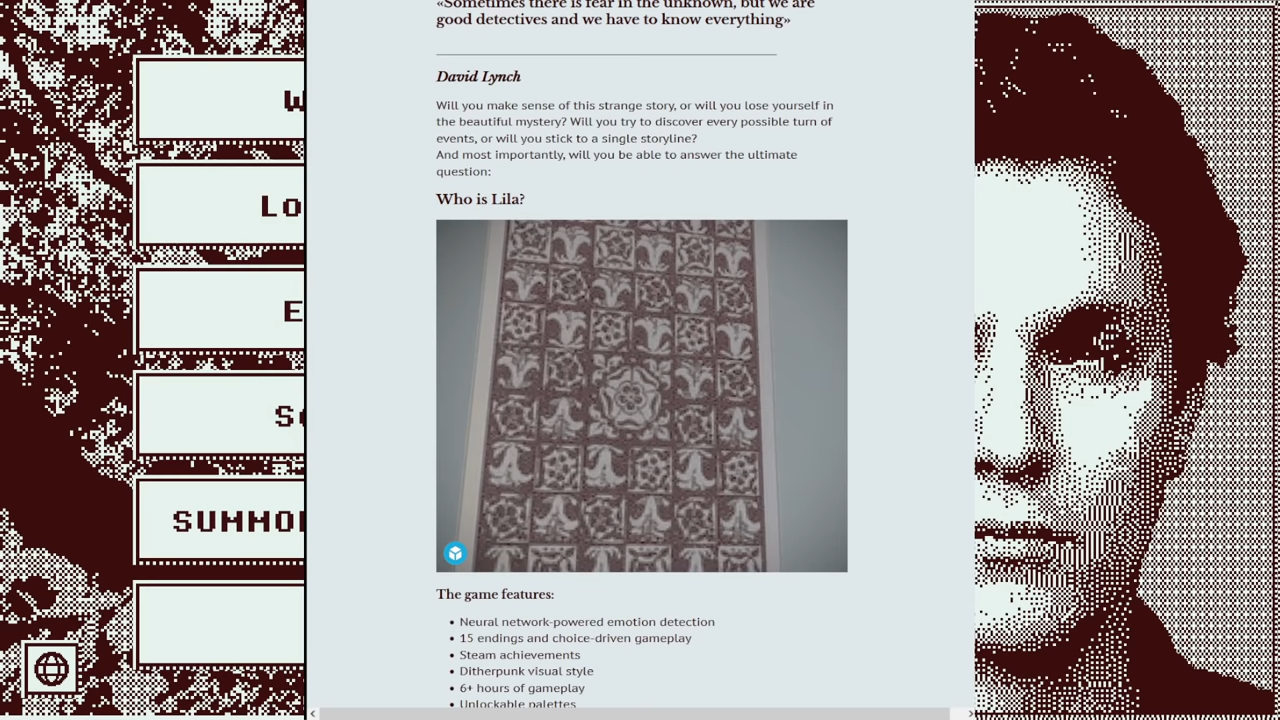 «Sometimes there is fear in the unknown, but we are
good detectives and we have to know everything»
David Lynch
Will you make sense of this strange story, or will you lose yourself in
the beautiful mystery? Will you try to discover every possible turn of
events, or will you stick to a single storyline?
And most importantly, will you be able to answer the ultimate
question:
Who is Lila?
The game features:
• Neural network-powered emotion detection
• 15 endings and choice-driven gameplay
• Steam achievements
• Ditherpunk visual style
• 6+ hours of gameplay
• Unlockable palettes
W
LO
E
SUMMO